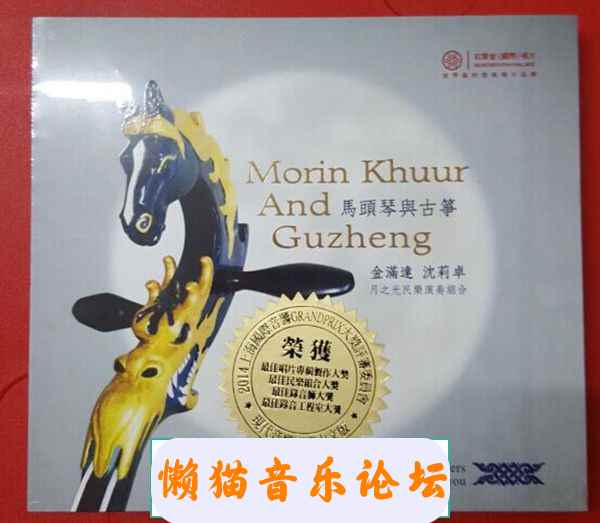 Morin Khuur
And 馬頭琴與古箏
Guzheng
金滿達 沈莉卓
月之光民樂演奏組合
2014上海國際音響GRANDPRIX大獎評審委員會
榮獲
最佳唱片專輯製作人獎
最佳民樂組合人獎
最佳錄音師大獎
最佳錄音工程室大獎
ers
you
懒猫音乐论坛